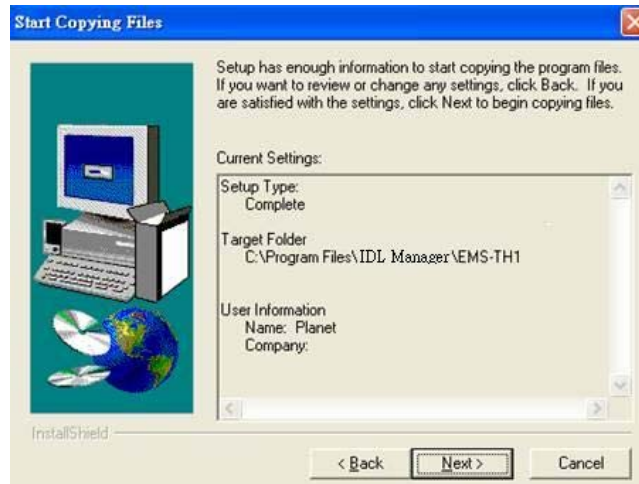 Start Copying Files
Setup has enough information to start copying the program files.
If you want to review or change any settings, click Back. If you
are satisfied with the settings, click Next to begin copying files.
Current Settings:
Setup Type:
Complete
Target Folder
C:\Program Files\IDL Manager\EMS-TH1
User Information
Name: Planet
Company:
InstallShield
< Back
Next >
Cancel